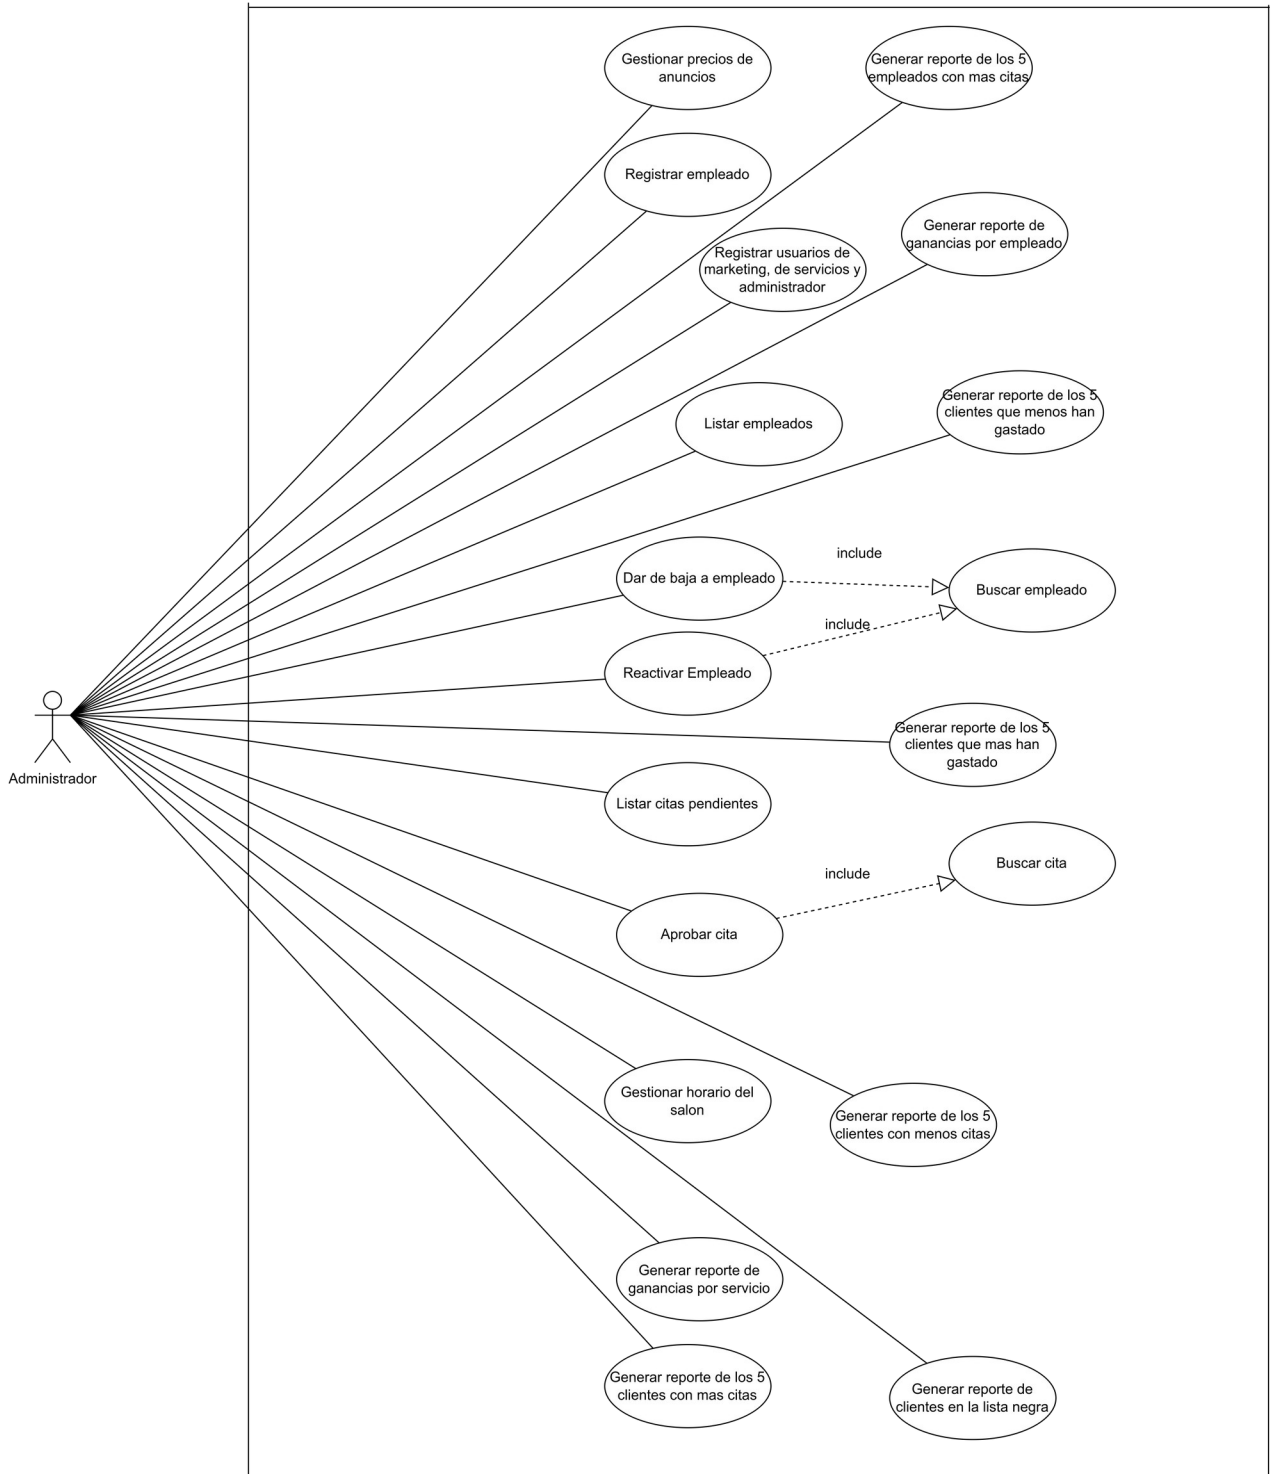 Gestionar precios de
anuncios
Generar reporte de los 5
empleados con mas citas
Registrar empleado
Generar reporte de
ganancias por empleado
Registrar usuarios de
marketing, de servicios y
administrador
Generar reporte de los 5
clientes que menos han
gastado
Listar empleados
include
Dar de baja a empleado
Buscar empleado
include
Reactivar Empleado
Generar reporte de los 5
clientes que mas han
gastado
Administrador
Listar citas pendientes
Buscar cita
include
Aprobar cita
Gestionar horario del
salon
Generar reporte de los 5
clientes con menos citas
Generar reporte de
ganancias por servicio
Generar reporte de los 5
clientes con mas citas
Generar reporte de
clientes en la lista negra